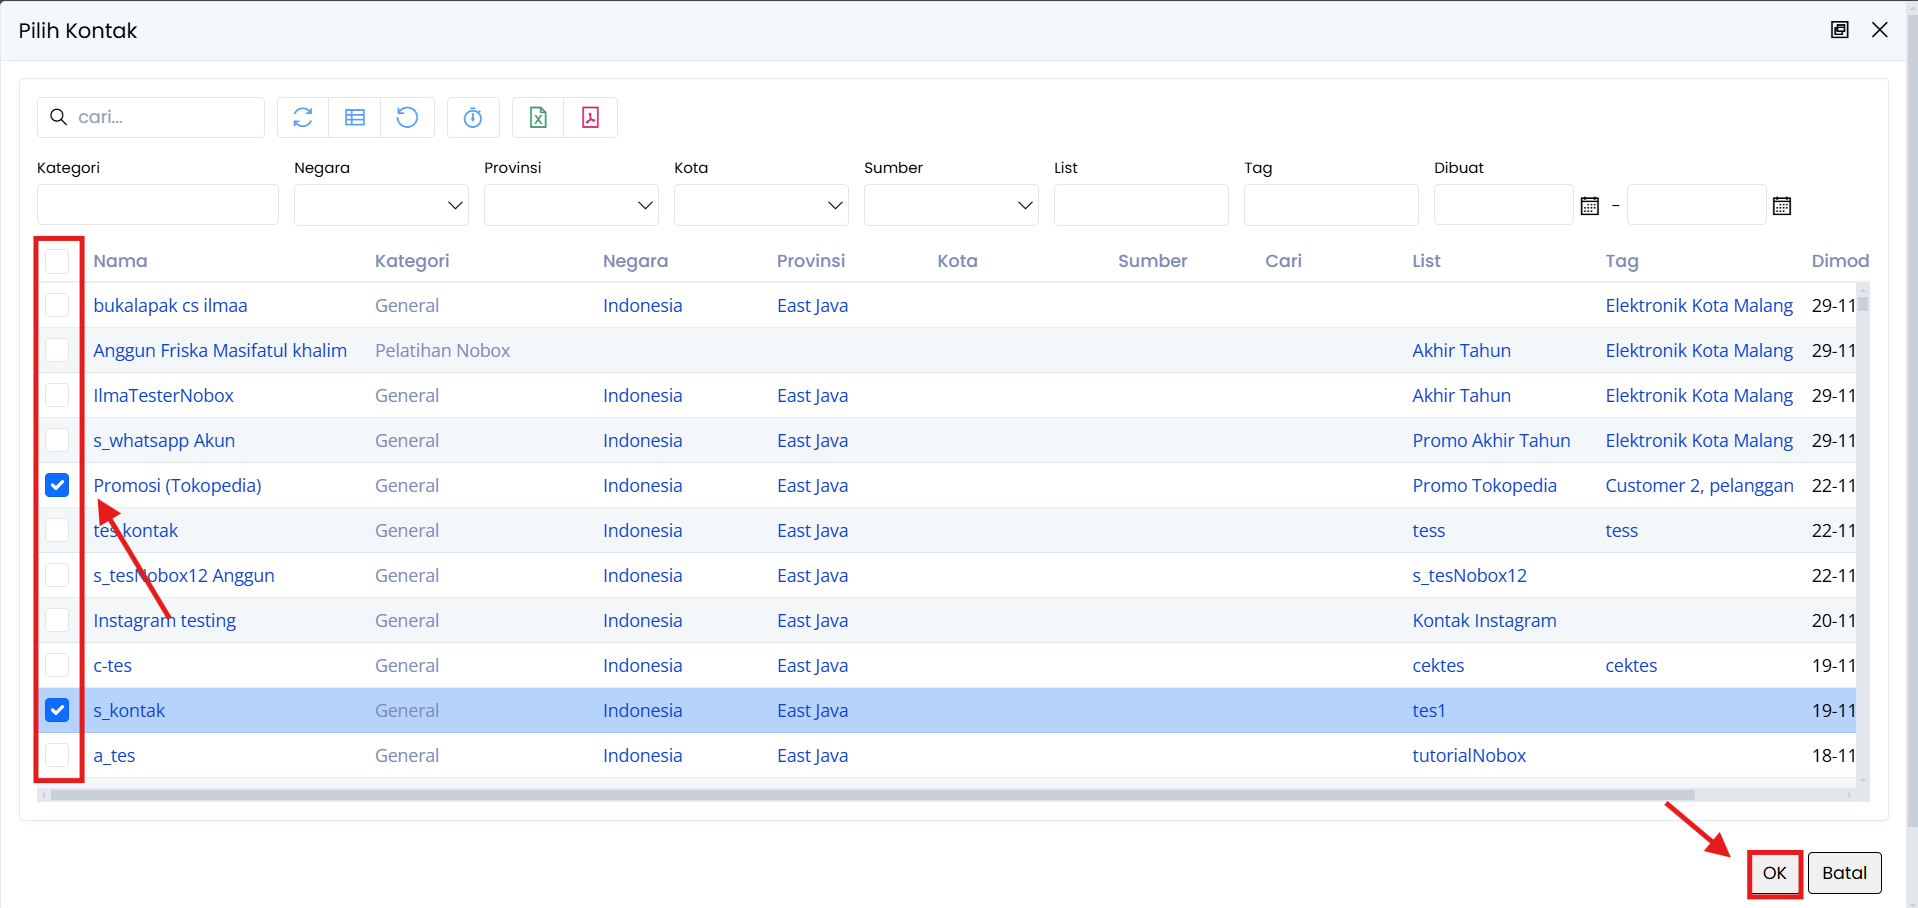 Pilih Kontak
cari...
Kategori Negara Provinsi Kota Sumber List Tag Dibuat
–
Nama Kategori Negara Provinsi Kota Sumber Cari List Tag Dimod
bukalapak cs ilmaa General Indonesia East Java Elektronik Kota Malang 29-11
Anggun Friska Masifatul khalim Pelatihan Nobox Akhir Tahun Elektronik Kota Malang 29-11
IlmaTesterNobox General Indonesia East Java Akhir Tahun Elektronik Kota Malang 29-11
s_whatsapp Akun General Indonesia East Java Promo Akhir Tahun Elektronik Kota Malang 29-11
Promosi (Tokopedia) General Indonesia East Java Promo Tokopedia Customer 2, pelanggan 22-11
tes kontak General Indonesia East Java tess tess 22-11
s_tesNobox12 Anggun General Indonesia East Java s_tesNobox12 22-11
Instagram testing General Indonesia East Java Kontak Instagram 20-11
c-tes General Indonesia East Java cektes cektes 19-11
s_kontak General Indonesia East Java tes1 19-11
a_tes General Indonesia East Java tutorialNobox 18-11
OK Batal